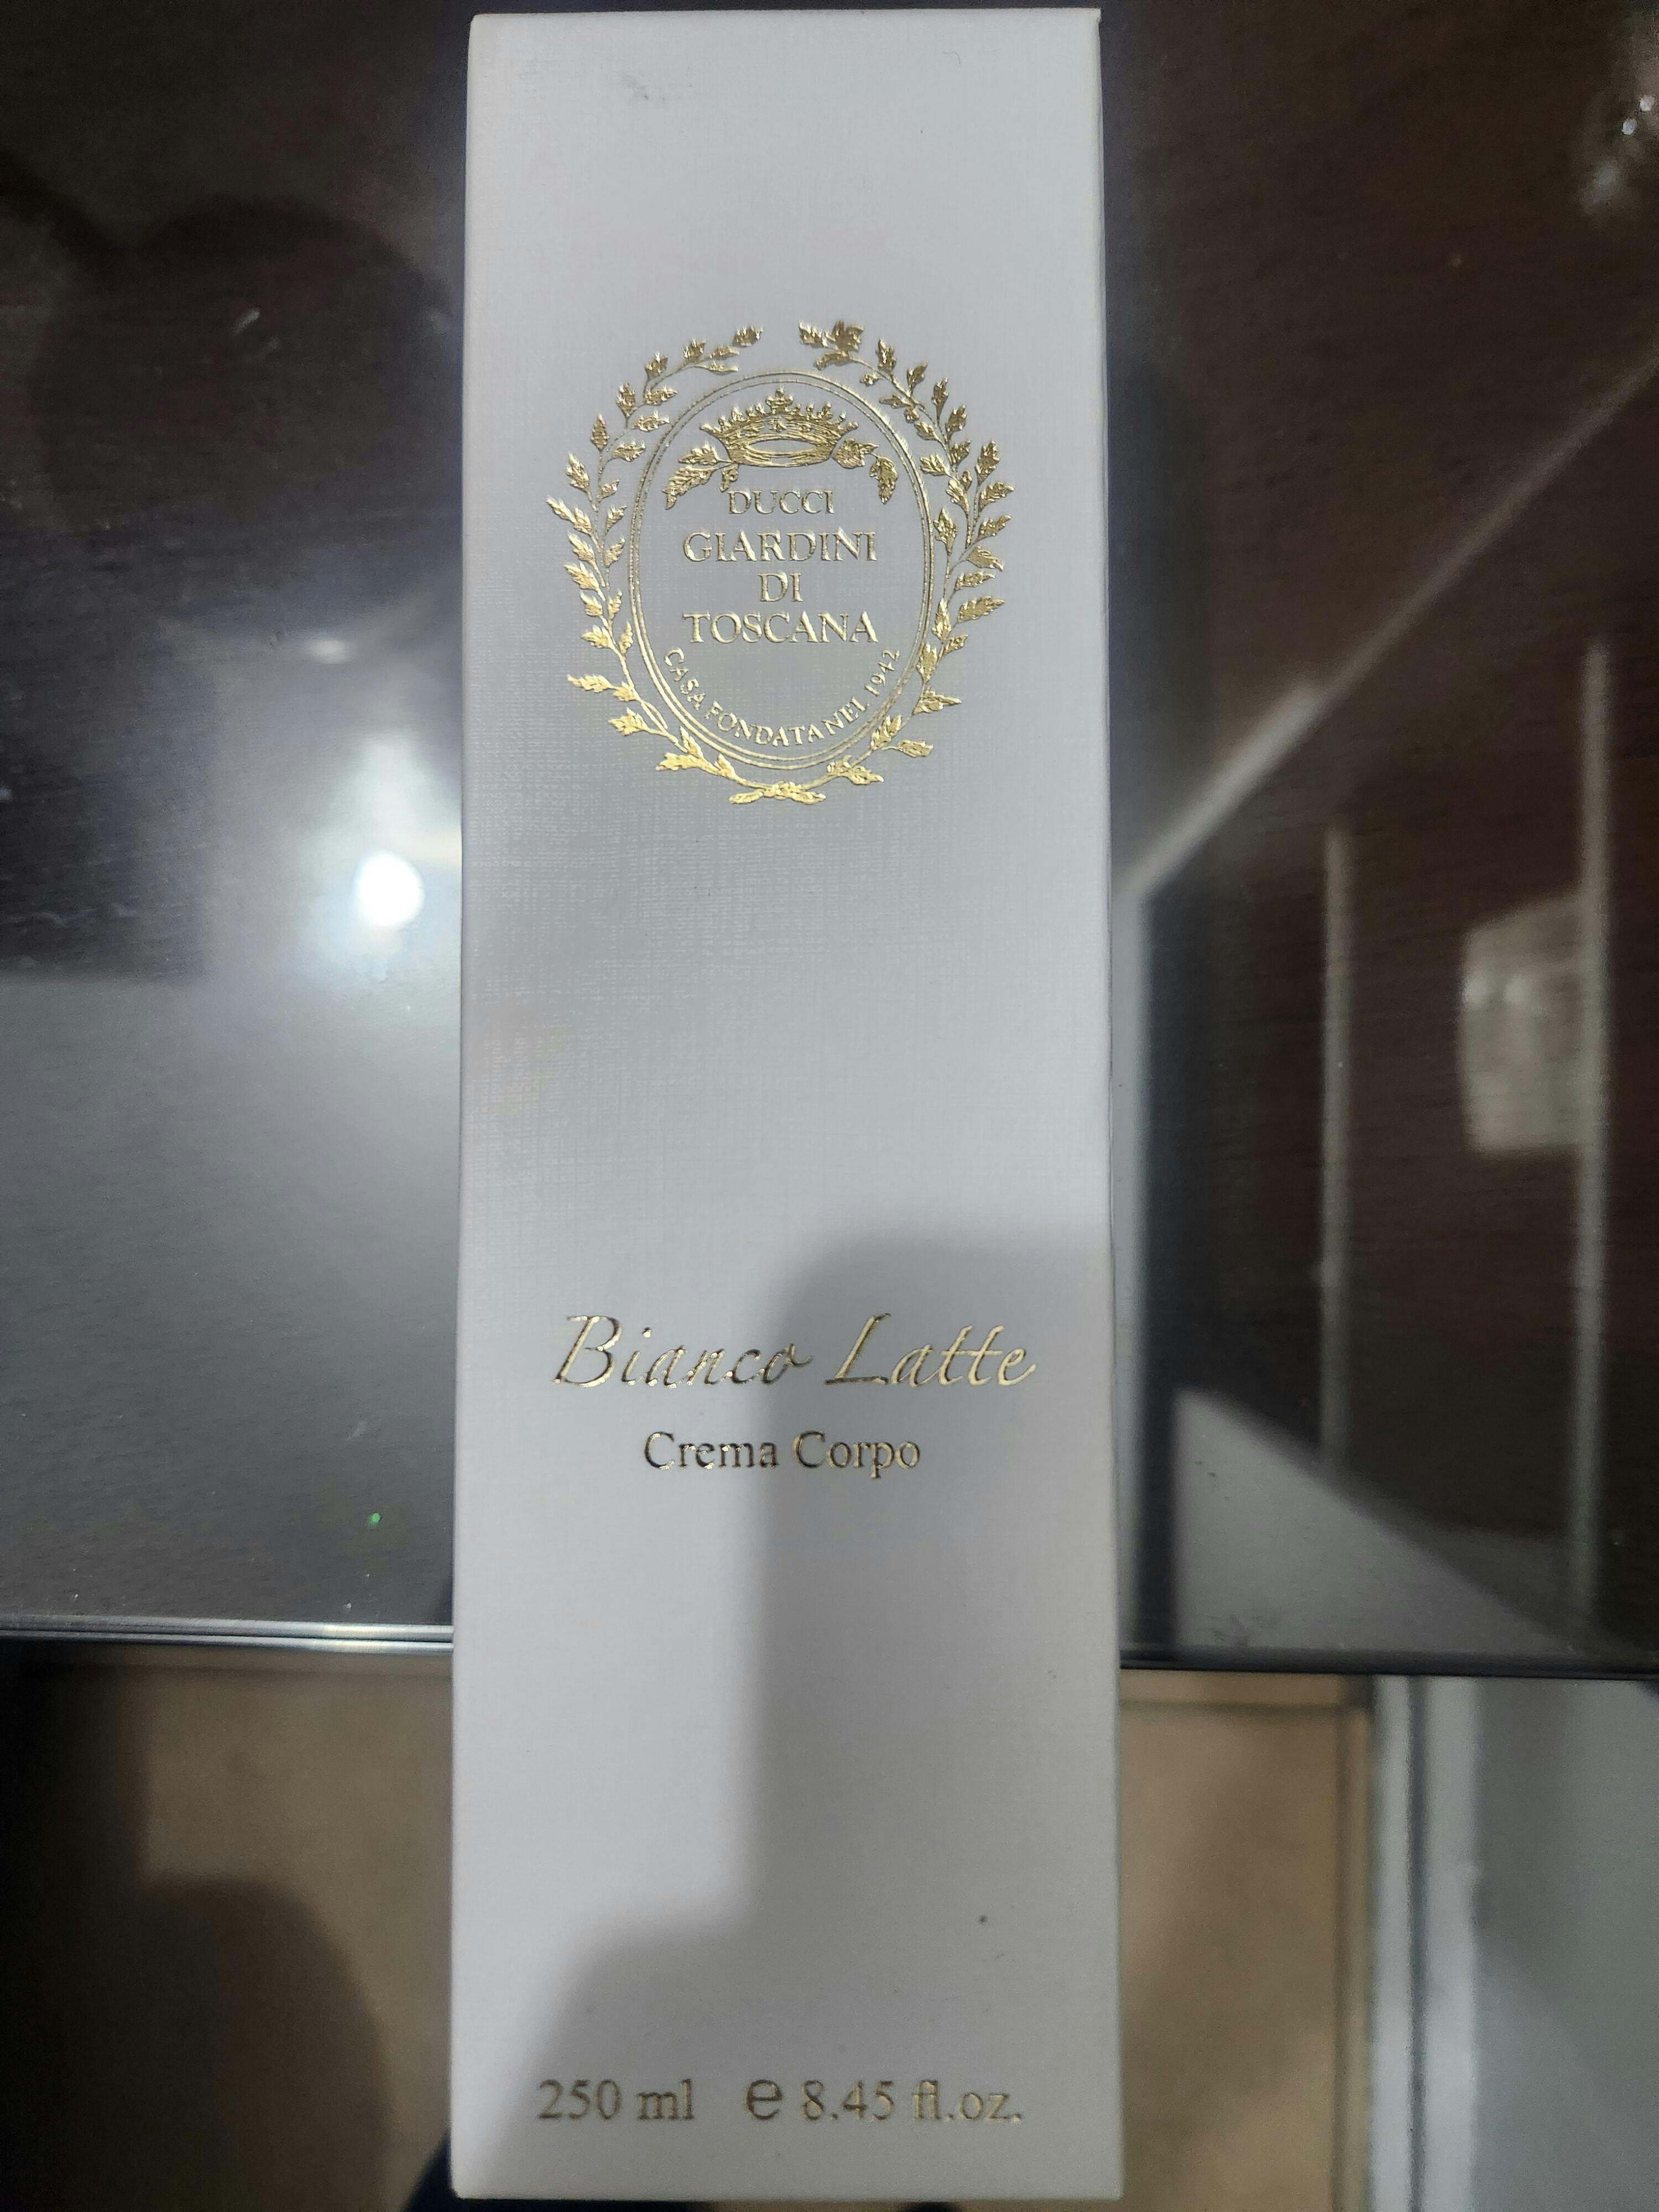 DUCCI
GIARDINI
DI
TOSCANA
CASA FONDATA NEL 1942
Bianco Latte
Crema Corpo
250 ml e 8.45 fl.oz.